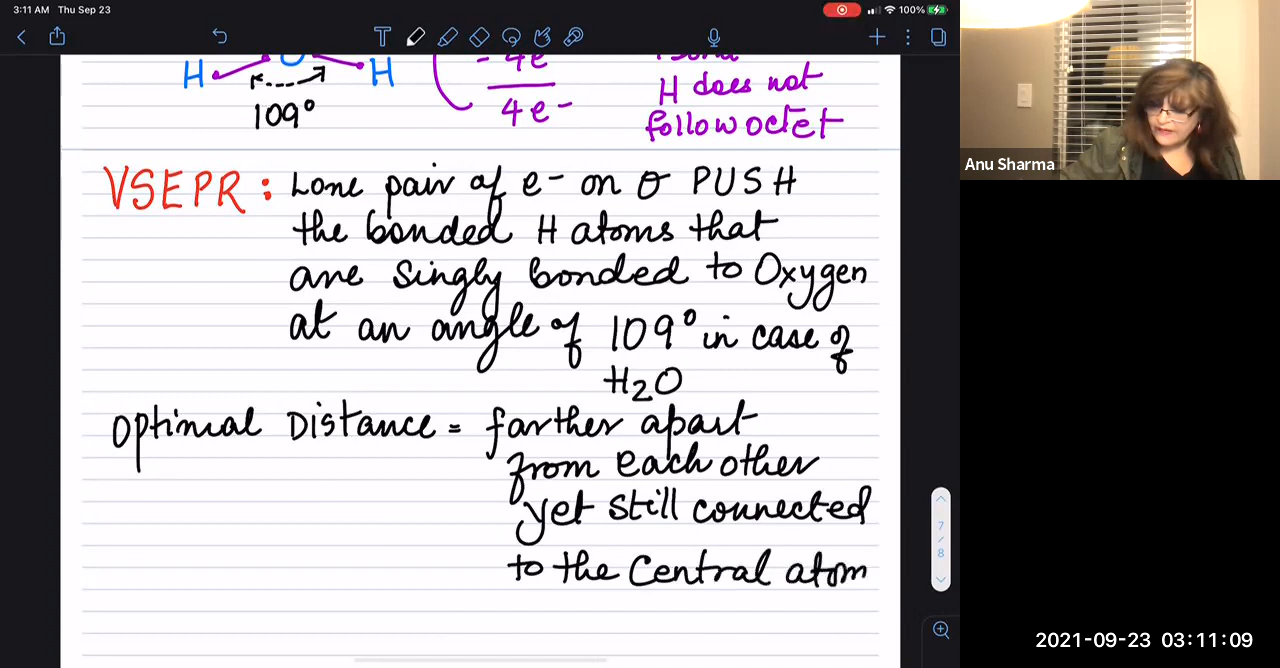 3:11 AM Thu Sep 23
100%
T
H
H
109°
- 4e
4e-
H does not
follow octet
VSEPR : Lone pair of e- on O PUSH
the bonded H atoms that
are singly bonded to Oxygen
at an angle of 109° in case of
H2O
Optimal Distance = farther apart
from each other
yet still connected
to the Central atom
7
/
8
Anu Sharma
2021-09-23 03:11:09